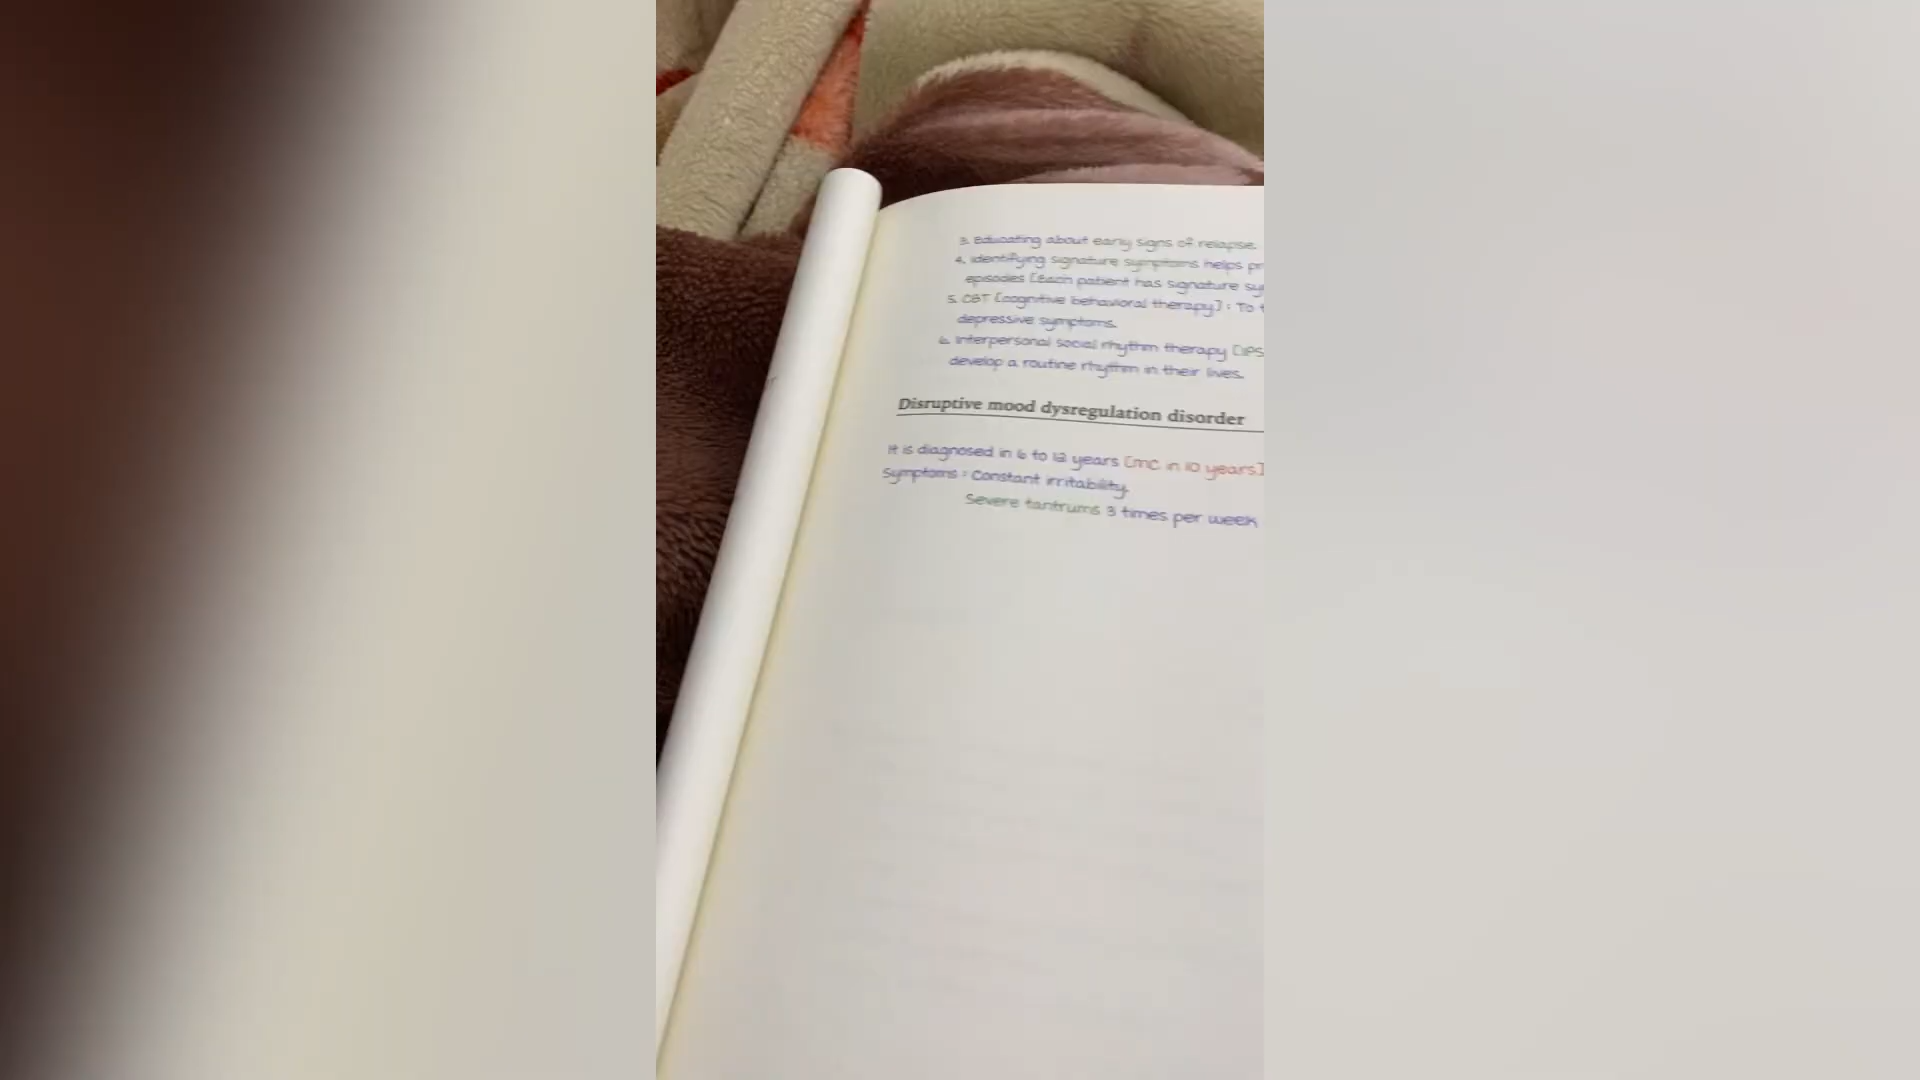 3. Educating about early signs of relapse.
4. Identifying signature symptoms helps
episodes [Each patient has signature
5. CBT [cognitive behavioral therapy] : To
depressive symptoms.
6. Interpersonal social rhythm therapy [IPS
develop a routine rhythm in their lives.
Disruptive mood dysregulation disorder
It is diagnosed in 6 to 12 years [MC in 10 years]
Symptoms : Constant irritability.
Severe tantrums 3 times per week